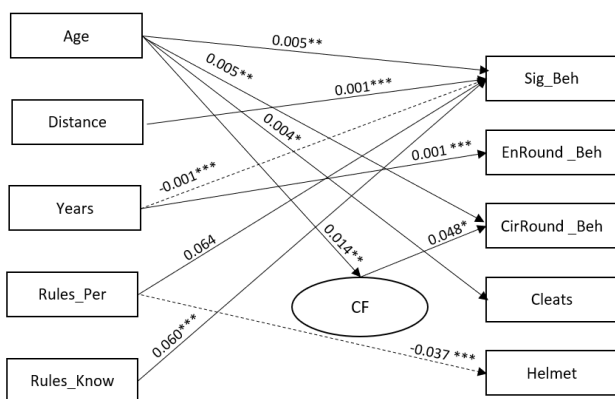 Age
0.005**
Sig_Beh
0.005**
Distance
0.001***
0.004*
EnRound _Beh
0.001 ***
-0.001***
Years
CirRound _Beh
0.048*
0.064
0.014**
Rules_Per
CF
Cleats
0.060***
-0.037 ***
Rules_Know
Helmet